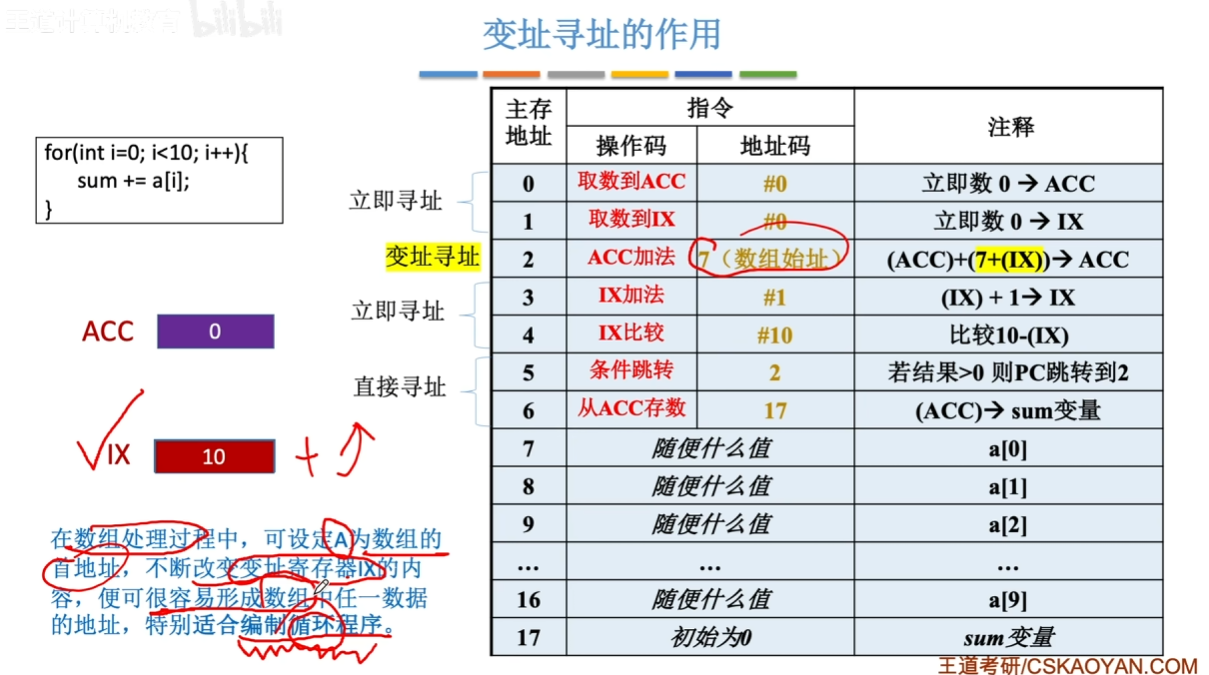 bilibili
变址寻址的作用
for(int i=0; i<10; i++){
sum += a[i];
}
立即寻址
变址寻址
立即寻址
直接寻址
ACC 0
IX 10
在数组处理过程中，可设定A为数组的
首地址，不断改变变址寄存器IX的内
容，便可很容易形成数组中任一数据
的地址，特别适合编制循环程序。
主存地址 指令 注释
操作码 地址码
0 取数到ACC #0 立即数 0 → ACC
1 取数到IX #0 立即数 0 → IX
2 ACC加法 7（数组始址） (ACC)+(7+(IX))→ ACC
3 IX加法 #1 (IX) + 1→ IX
4 IX比较 #10 比较10-(IX)
5 条件跳转 2 若结果>0 则PC跳转到2
6 从ACC存数 17 (ACC)→ sum变量
7 随便什么值 a[0]
8 随便什么值 a[1]
9 随便什么值 a[2]
... ... ...
16 随便什么值 a[9]
17 初始为0 sum变量
王道考研/CSKAOYAN.COM